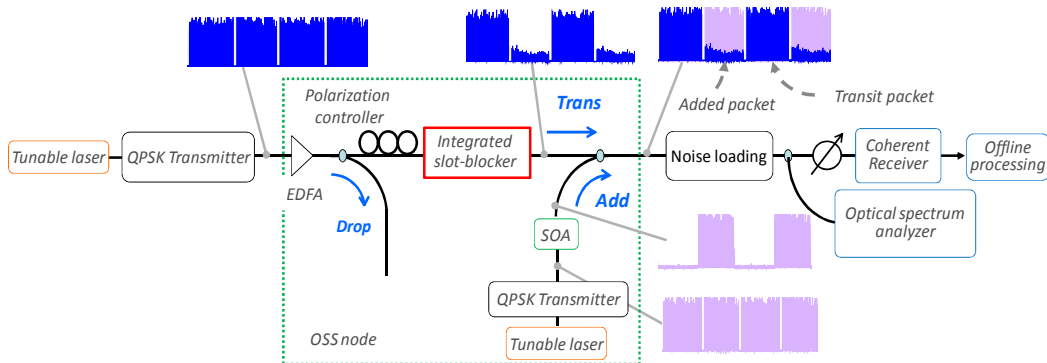 Polarization
controller
Trans
Added packet
Transit packet
Tunable laser
QPSK Transmitter
Integrated
slot-blocker
Noise loading
Coherent
Receiver
Offline
processing
EDFA
Drop
Add
SOA
Optical spectrum
analyzer
QPSK Transmitter
OSS node
Tunable laser